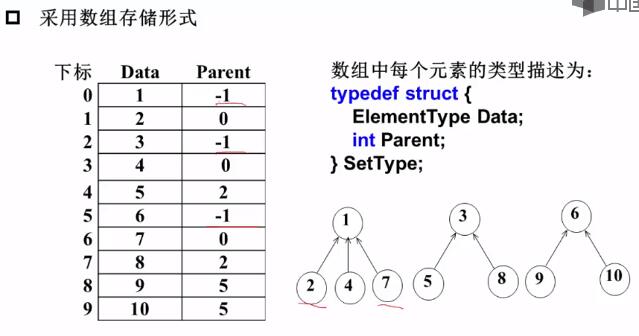 中国
采用数组存储形式
下标 Data Parent
0 1 -1
1 2 0
2 3 -1
3 4 0
4 5 2
5 6 -1
6 7 0
7 8 2
8 9 5
9 10 5
数组中每个元素的类型描述为：
typedef struct {
ElementType Data;
int Parent;
} SetType;
1 3 6
2 4 7 5 8 9 10